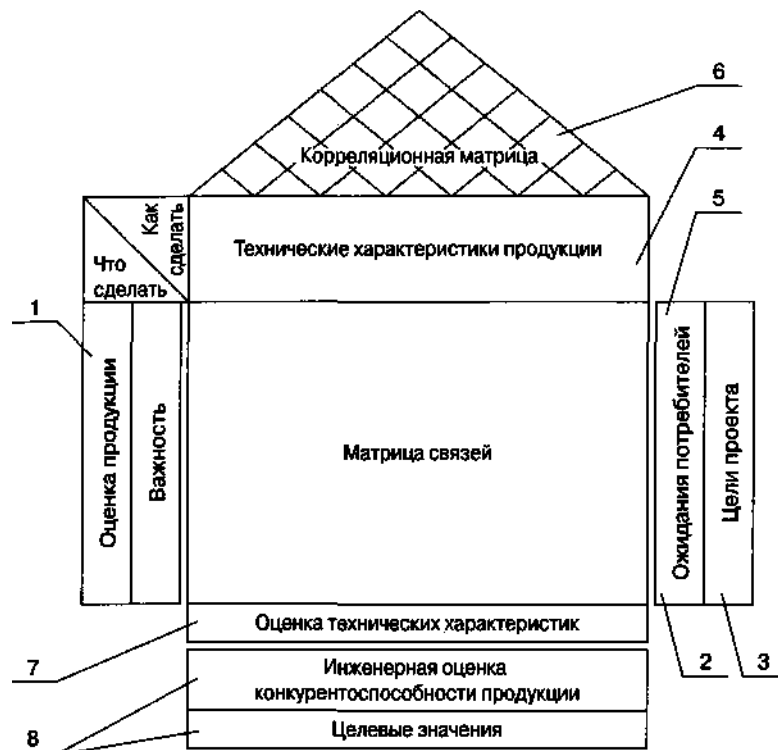 6
Корреляционная матрица
4
5
Как
сделать
Что
сделать
Технические характеристики продукции
1
Оценка продукции
Важность
Матрица связей
Ожидания потребителей
Цели проекта
Оценка технических характеристик
7
2
3
Инженерная оценка
конкурентоспособности продукции
8
Целевые значения